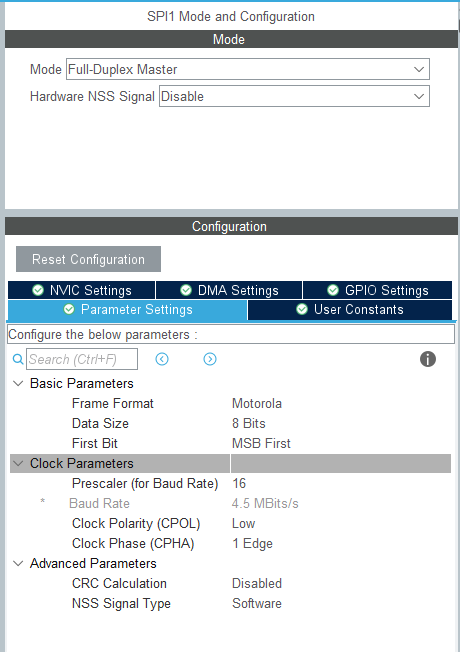 SPI1 Mode and Configuration
Mode
Mode Full-Duplex Master
Hardware NSS Signal Disable
Configuration
Reset Configuration
NVIC Settings DMA Settings GPIO Settings
Parameter Settings User Constants
Configure the below parameters :
Search (Ctrl+F)
Basic Parameters
Frame Format Motorola
Data Size 8 Bits
First Bit MSB First
Clock Parameters
Prescaler (for Baud Rate) 16
* Baud Rate 4.5 MBits/s
Clock Polarity (CPOL) Low
Clock Phase (CPHA) 1 Edge
Advanced Parameters
CRC Calculation Disabled
NSS Signal Type Software